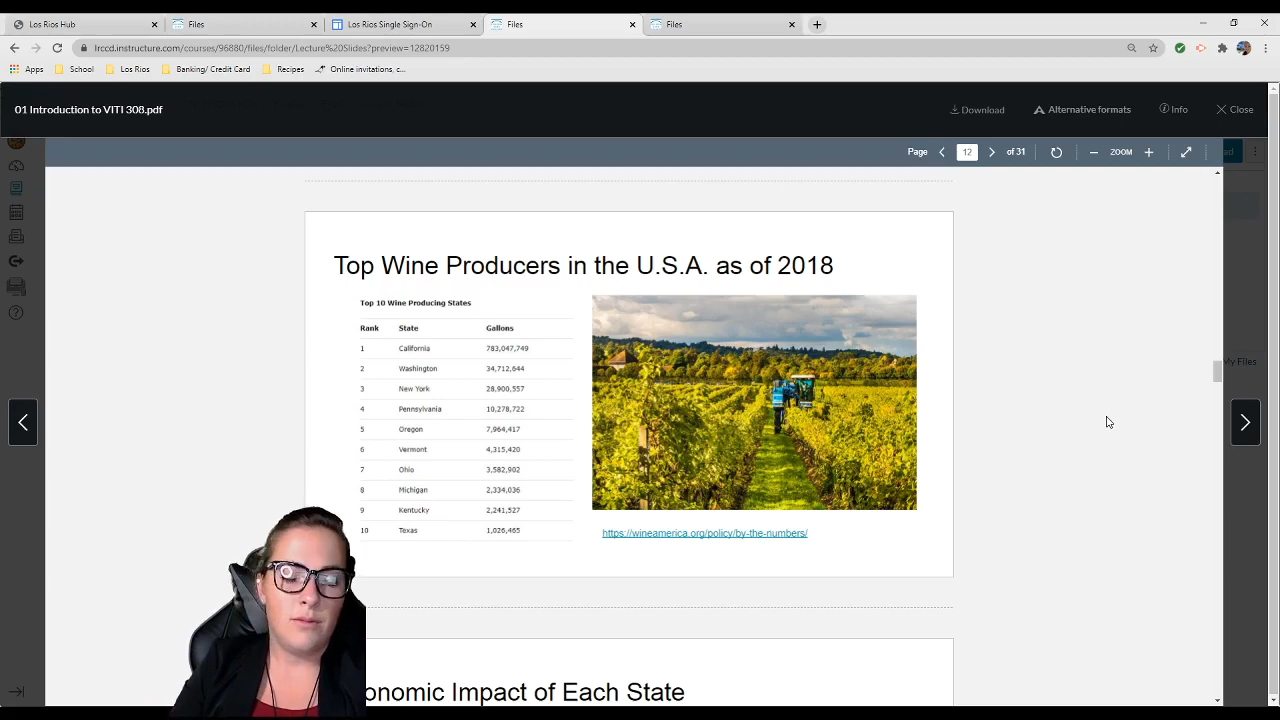 Los Rios Hub
Files
Los Rios Single Sign-On
Files
Files
lrccd.instructure.com/courses/96880/files/folder/Lecture%20Slides?preview=12820159
Apps School Los Rios Banking/ Credit Card Recipes Online invitations, c...
01 Introduction to VITI 308.pdf
Download Alternative formats Info Close
Page 12 of 31 ZOOM
Top Wine Producers in the U.S.A. as of 2018
Top 10 Wine Producing States
Rank State Gallons
1 California 783,047,749
2 Washington 34,712,644
3 New York 28,900,557
4 Pennsylvania 10,278,722
5 Oregon 7,964,417
6 Vermont 4,315,420
7 Ohio 3,582,902
8 Michigan 2,334,036
9 Kentucky 2,241,527
10 Texas 1,026,465
https://wineamerica.org/policy/by-the-numbers/
My Files
onomic Impact of Each State